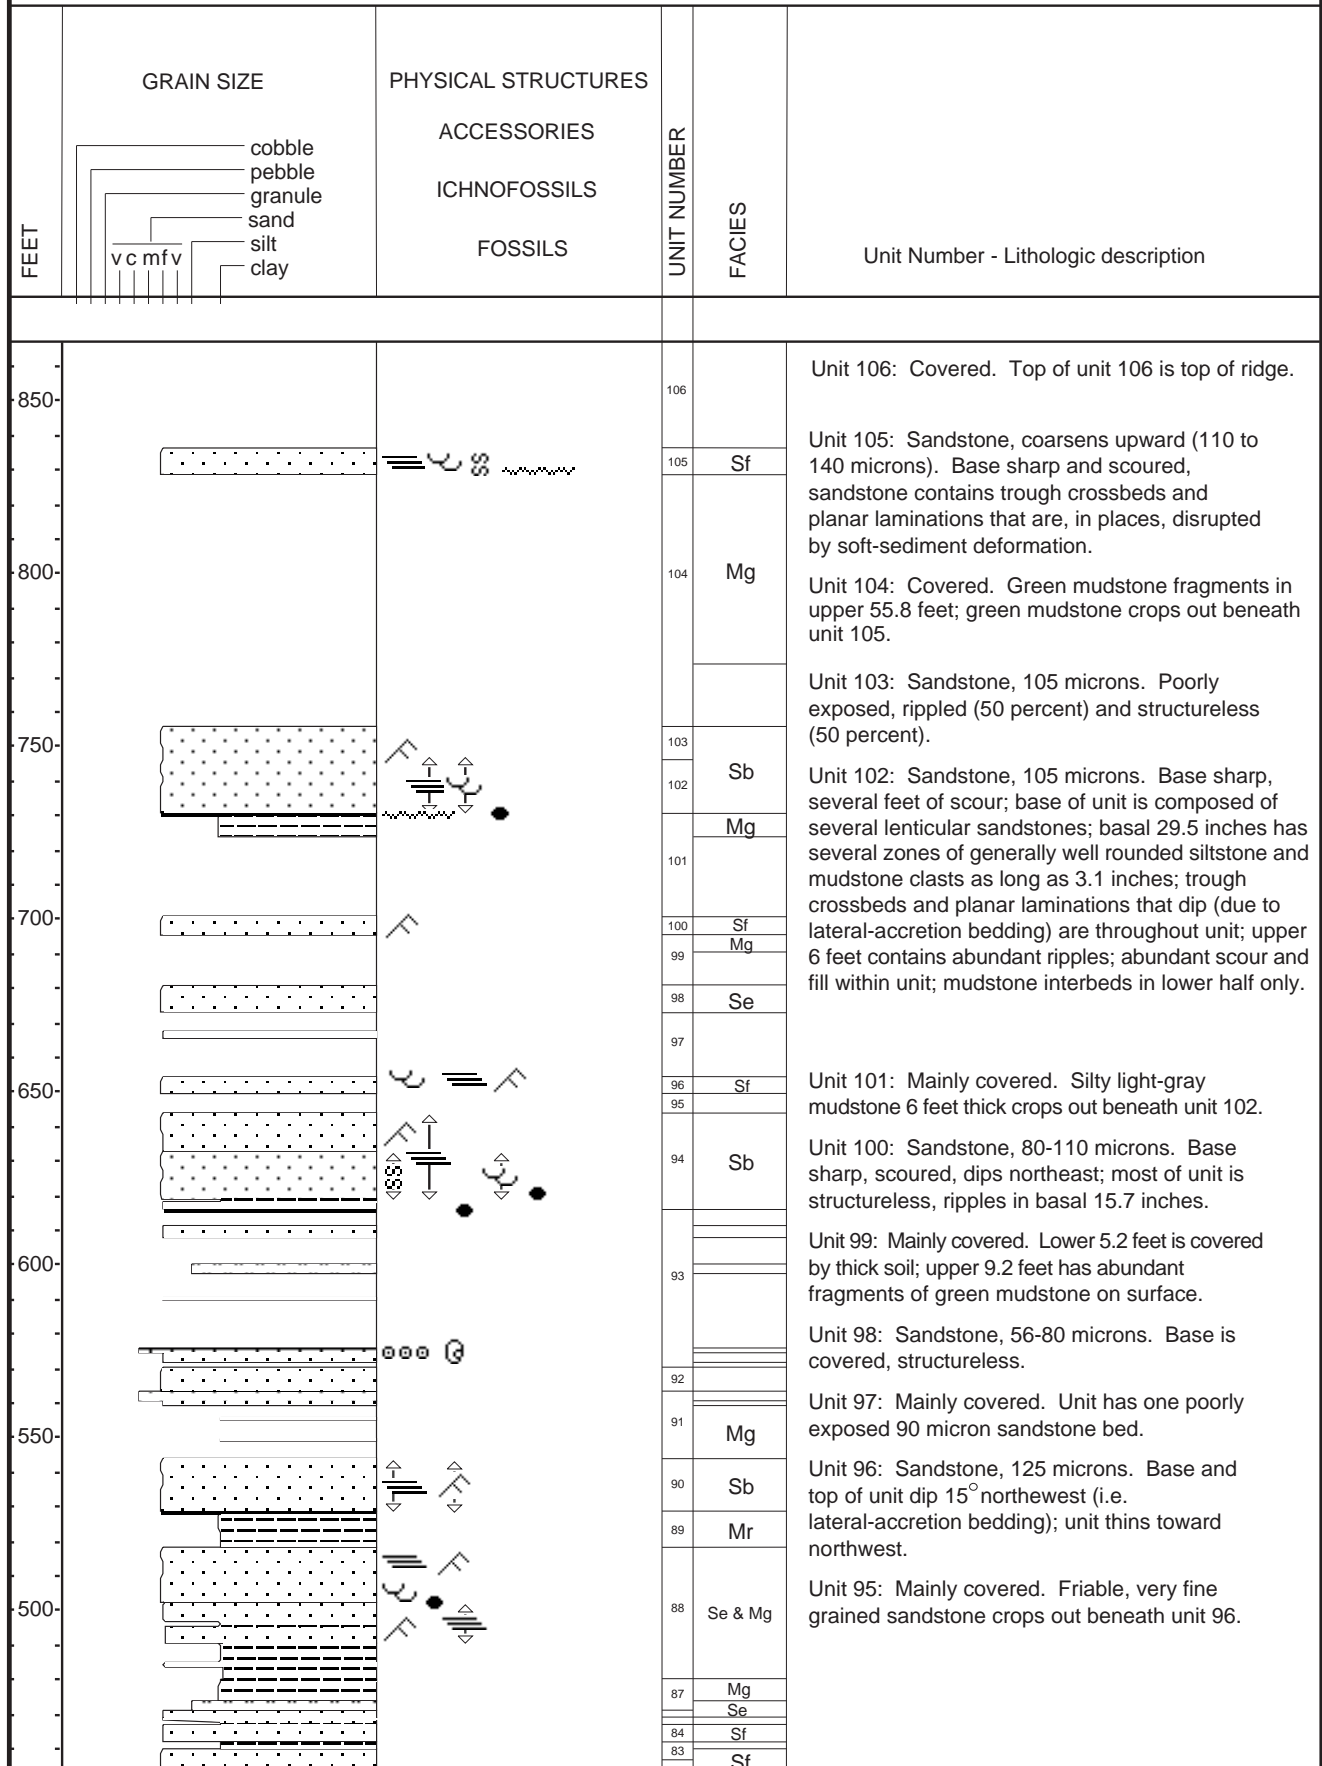 GRAIN SIZE
cobble
pebble
granule
sand
silt
clay
v c m f v
FEET
PHYSICAL STRUCTURES
ACCESSORIES
ICHNOFOSSILS
FOSSILS
UNIT NUMBER
FACIES
Unit Number - Lithologic description
850
800
750
700
650
600
550
500
106
105
104
103
102
101
100
99
98
97
96
95
94
93
92
91
90
89
88
87
84
83
Sf
Mg
Sb
Mg
Sf
Mg
Se
Sf
Sb
Mg
Sb
Mr
Se & Mg
Mg
Se
Sf
Sf
Unit 106: Covered. Top of unit 106 is top of ridge.
Unit 105: Sandstone, coarsens upward (110 to
140 microns). Base sharp and scoured,
sandstone contains trough crossbeds and
planar laminations that are, in places, disrupted
by soft-sediment deformation.
Unit 104: Covered. Green mudstone fragments in
upper 55.8 feet; green mudstone crops out beneath
unit 105.
Unit 103: Sandstone, 105 microns. Poorly
exposed, rippled (50 percent) and structureless
(50 percent).
Unit 102: Sandstone, 105 microns. Base sharp,
several feet of scour; base of unit is composed of
several lenticular sandstones; basal 29.5 inches has
several zones of generally well rounded siltstone and
mudstone clasts as long as 3.1 inches; trough
crossbeds and planar laminations that dip (due to
lateral-accretion bedding) are throughout unit; upper
6 feet contains abundant ripples; abundant scour and
fill within unit; mudstone interbeds in lower half only.
Unit 101: Mainly covered. Silty light-gray
mudstone 6 feet thick crops out beneath unit 102.
Unit 100: Sandstone, 80-110 microns. Base
sharp, scoured, dips northeast; most of unit is
structureless, ripples in basal 15.7 inches.
Unit 99: Mainly covered. Lower 5.2 feet is covered
by thick soil; upper 9.2 feet has abundant
fragments of green mudstone on surface.
Unit 98: Sandstone, 56-80 microns. Base is
covered, structureless.
Unit 97: Mainly covered. Unit has one poorly
exposed 90 micron sandstone bed.
Unit 96: Sandstone, 125 microns. Base and
top of unit dip 15° northewest (i.e.
lateral-accretion bedding); unit thins toward
northwest.
Unit 95: Mainly covered. Friable, very fine
grained sandstone crops out beneath unit 96.